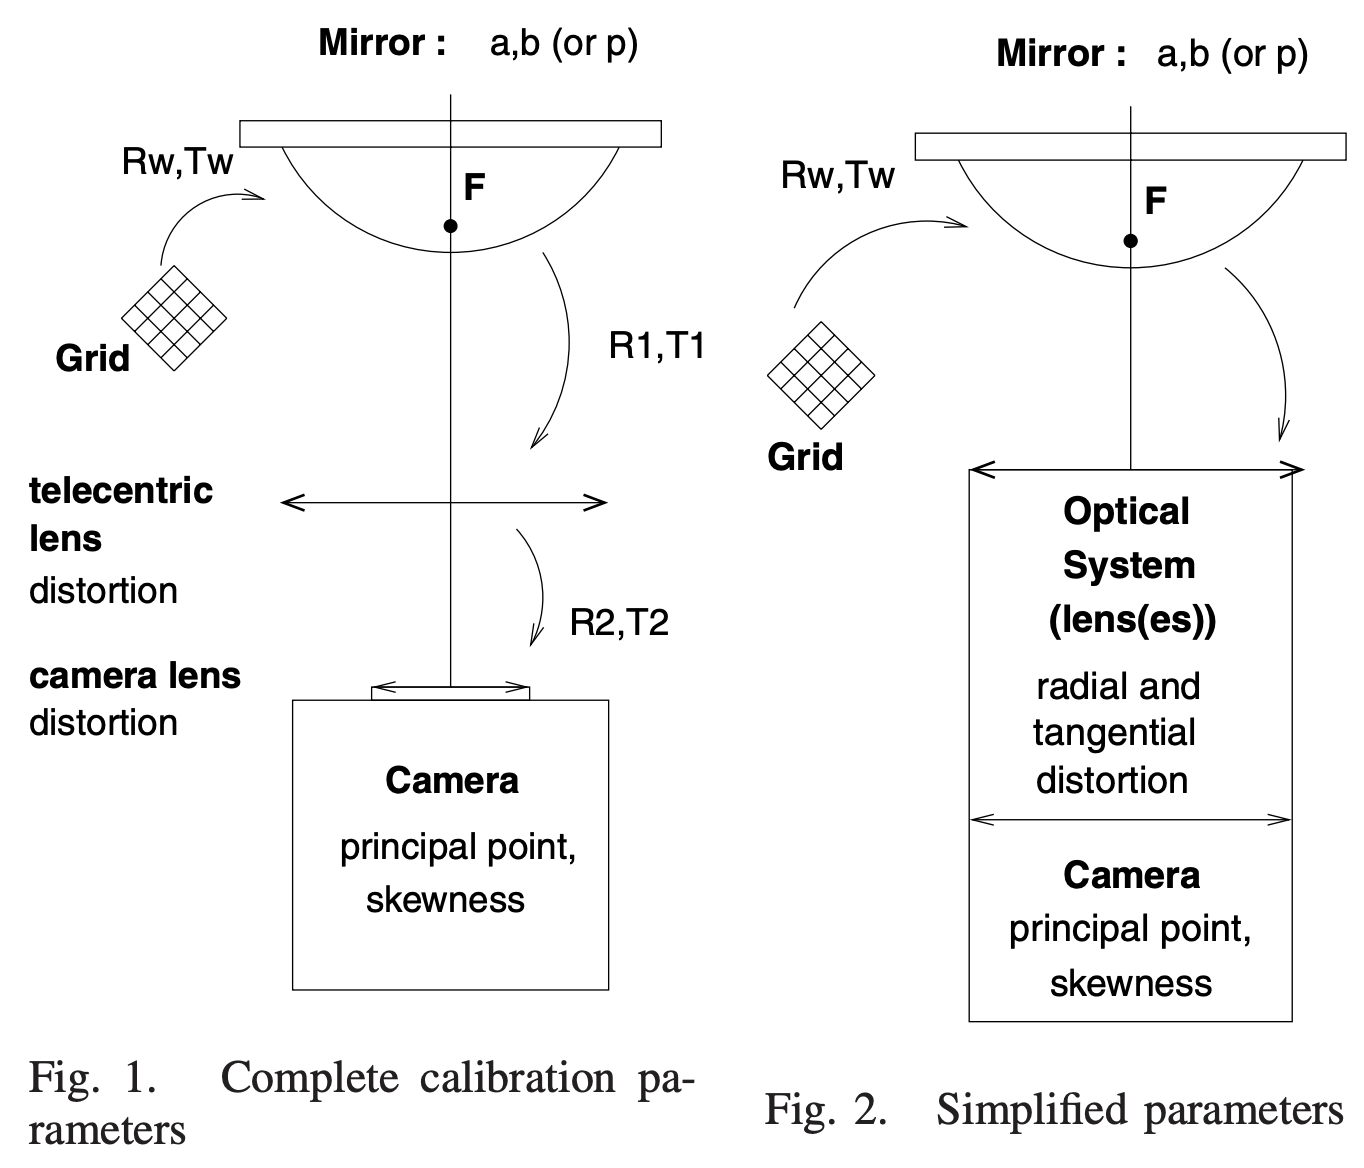 Mirror : a,b (or p)
Rw,Tw
F
Grid
R1,T1
telecentric
lens
distortion
R2,T2
camera lens
distortion
Camera
principal point,
skewness
Fig. 1. Complete calibration pa-
rameters
Mirror : a,b (or p)
Rw,Tw
F
Grid
Optical
System
(lens(es))
radial and
tangential
distortion
Camera
principal point,
skewness
Fig. 2. Simplified parameters